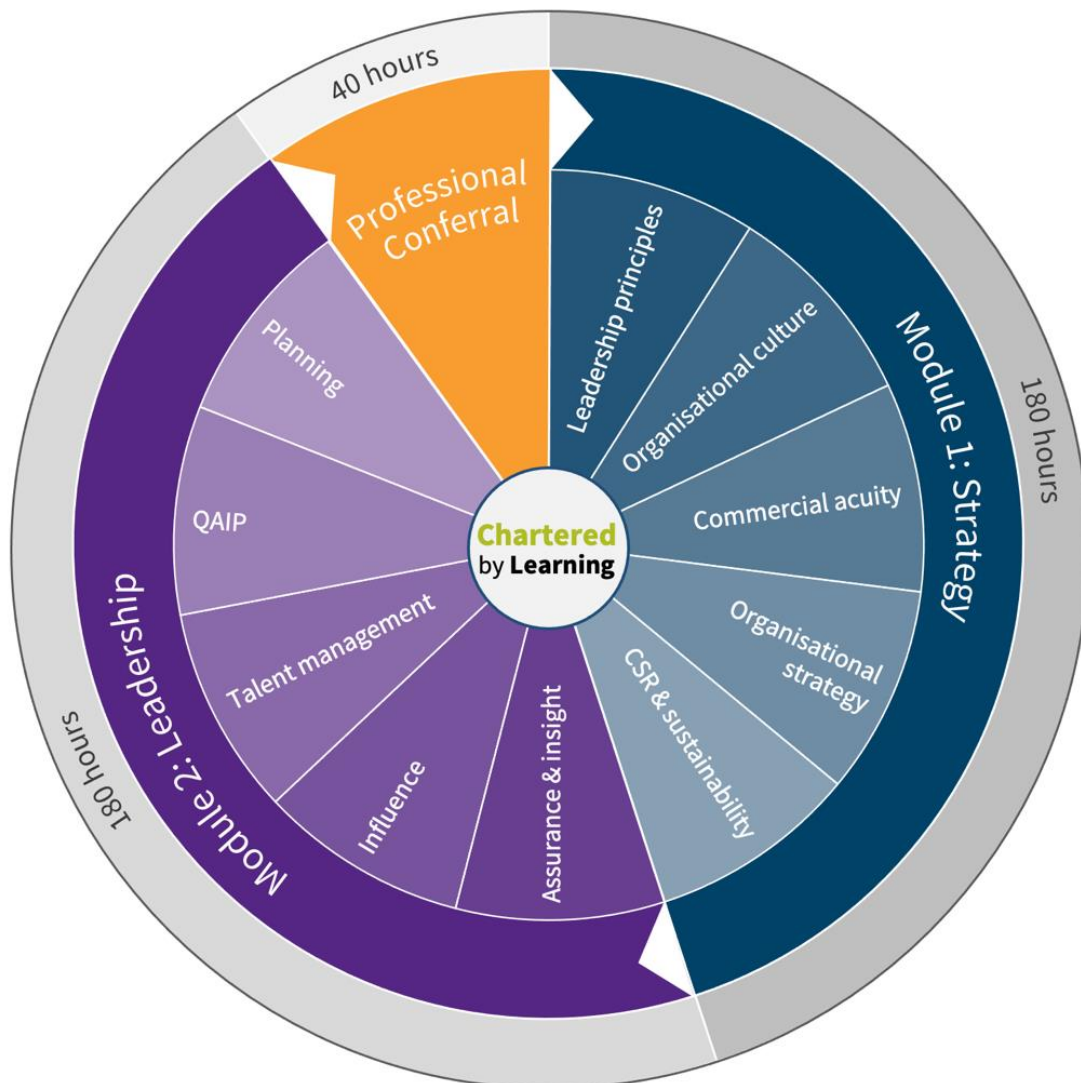 40 hours
Professional
Conferral
Leadership principles
Organisational culture
Commercial acuity
Organisational
strategy
CSR & sustainability
Module 1: Strategy
180 hours
Assurance & insight
Influence
Talent management
QAIP
Planning
Module 2: Leadership
180 hours
Chartered
by Learning